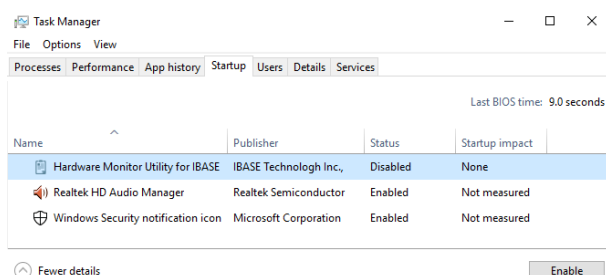 Task Manager
File Options View
Processes Performance App history Startup Users Details Services
Last BIOS time: 9.0 seconds
Name Publisher Status Startup impact
Hardware Monitor Utility for IBASE IBASE Technologh Inc., Disabled None
Realtek HD Audio Manager Realtek Semiconductor Enabled Not measured
Windows Security notification icon Microsoft Corporation Enabled Not measured
Fewer details Enable